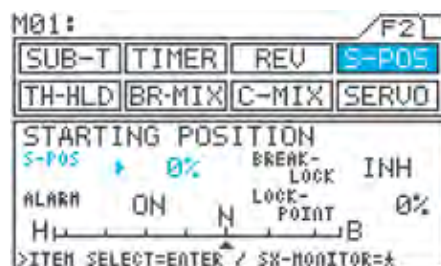 M01: F2
SUB-T TIMER REV S-POS
TH-HLD BR-MIX C-MIX SERVO
STARTING POSITION
S-POS ▸ 0% BREAK-LOCK INH
ALARM ON LOCK-POINT 0%
H N B
>ITEM SELECT=ENTER / SX-MONITOR=